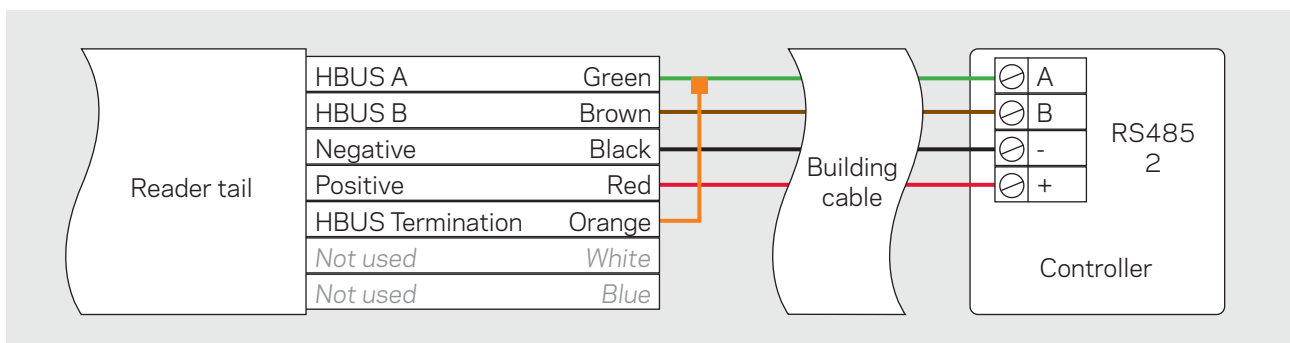 HBUS A Green
HBUS B Brown
Negative Black
Positive Red
HBUS Termination Orange
Not used White
Not used Blue
Reader tail
Building
cable
A
B
-
+
RS485
2
Controller